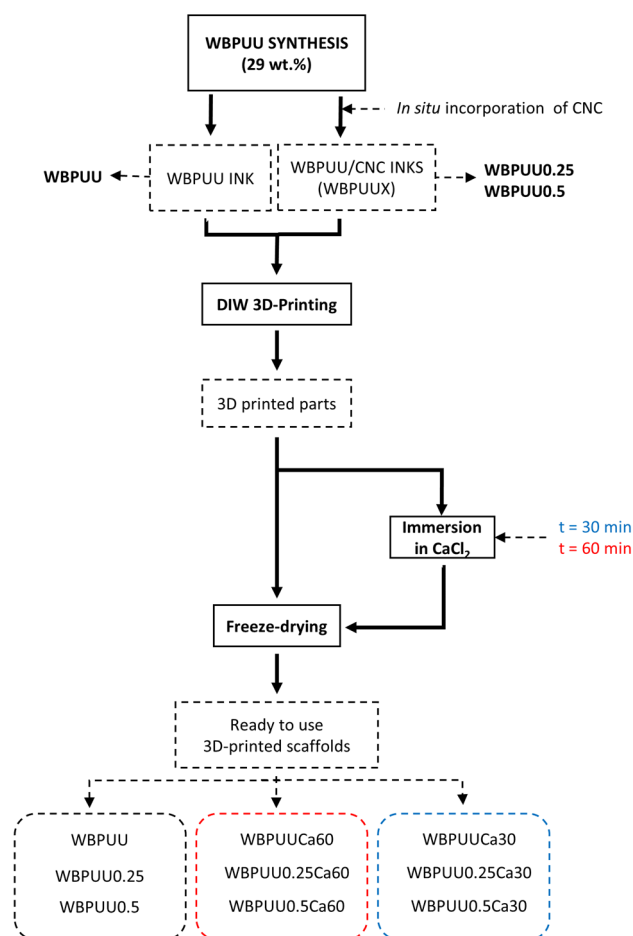 WBPUU SYNTHESIS
(29 wt.%)
In situ incorporation of CNC
WBPUU
WBPUU INK
WBPUU/CNC INKS
(WBPUUX)
WBPUU0.25
WBPUU0.5
DIW 3D-Printing
3D printed parts
Immersion
in CaCl2
t = 30 min
t = 60 min
Freeze-drying
Ready to use
3D-printed scaffolds
WBPUU
WBPUU0.25
WBPUU0.5
WBPUUCa60
WBPUU0.25Ca60
WBPUU0.5Ca60
WBPUUCa30
WBPUU0.25Ca30
WBPUU0.5Ca30